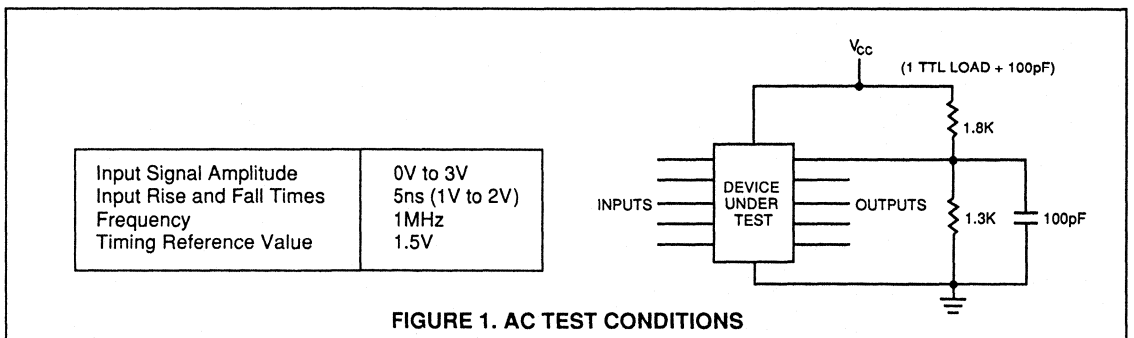 Input Signal Amplitude 0V to 3V
Input Rise and Fall Times 5ns (1V to 2V)
Frequency 1MHz
Timing Reference Value 1.5V
VCC
(1 TTL LOAD + 100pF)
1.8K
INPUTS
DEVICE
UNDER
TEST
OUTPUTS
1.3K
100pF
FIGURE 1. AC TEST CONDITIONS